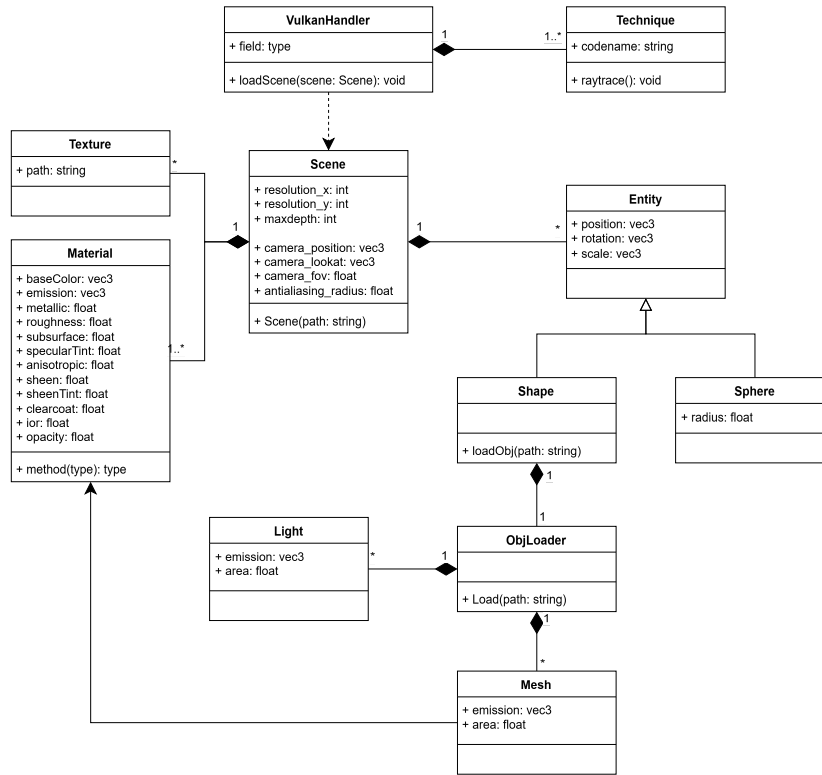 VulkanHandler
+ field: type
+ loadScene(scene: Scene): void
1
1..*
Technique
+ codename: string
+ raytrace(): void
Texture
+ path: string
*
Scene
+ resolution_x: int
+ resolution_y: int
+ maxdepth: int
+ camera_position: vec3
+ camera_lookat: vec3
+ camera_fov: float
+ antialiasing_radius: float
+ Scene(path: string)
1
1
*
Entity
+ position: vec3
+ rotation: vec3
+ scale: vec3
Material
+ baseColor: vec3
+ emission: vec3
+ metallic: float
+ roughness: float
+ subsurface: float
+ specularTint: float
+ anisotropic: float
+ sheen: float
+ sheenTint: float
+ clearcoat: float
+ ior: float
+ opacity: float
+ method(type): type
1..*
Shape
+ loadObj(path: string)
Sphere
+ radius: float
1
1
Light
+ emission: vec3
+ area: float
*
1
ObjLoader
+ Load(path: string)
1
*
Mesh
+ emission: vec3
+ area: float